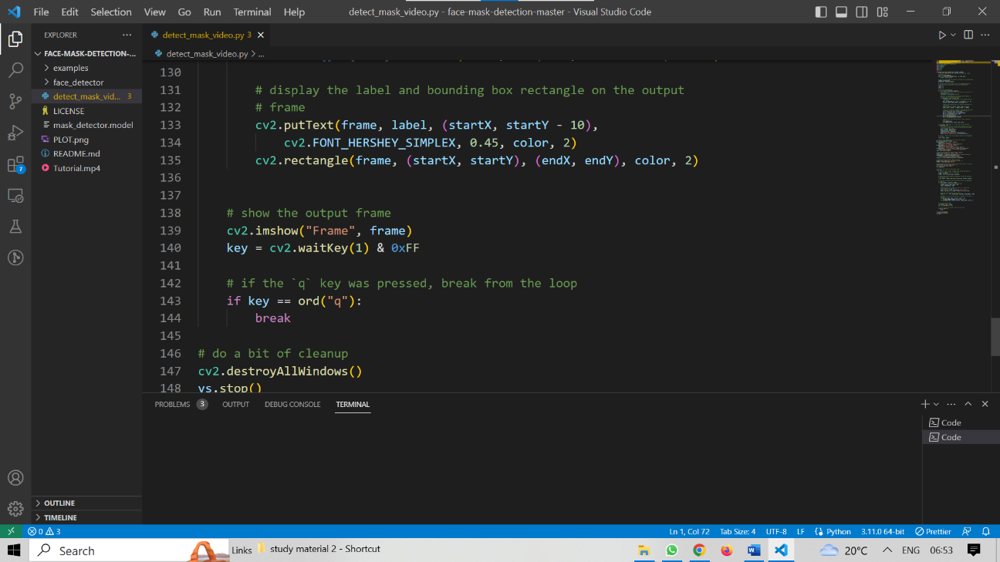 File Edit Selection View Go Run Terminal Help
detect_mask_video.py - face-mask-detection-master - Visual Studio Code
EXPLORER
FACE-MASK-DETECTION-...
examples
face_detector
detect_mask_vid... 3
LICENSE
mask_detector.model
PLOT.png
README.md
Tutorial.mp4
OUTLINE
TIMELINE
7
detect_mask_video.py 3
detect_mask_video.py > ...
130
131 # display the label and bounding box rectangle on the output
132 # frame
133 cv2.putText(frame, label, (startX, startY - 10),
134 cv2.FONT_HERSHEY_SIMPLEX, 0.45, color, 2)
135 cv2.rectangle(frame, (startX, startY), (endX, endY), color, 2)
136
137
138 # show the output frame
139 cv2.imshow("Frame", frame)
140 key = cv2.waitKey(1) & 0xFF
141
142 # if the `q` key was pressed, break from the loop
143 if key == ord("q"):
144 break
145
146 # do a bit of cleanup
147 cv2.destroyAllWindows()
148 vs.stop()
PROBLEMS 3 OUTPUT DEBUG CONSOLE TERMINAL
Code
Code
0 3
Ln 1, Col 72 Tab Size: 4 UTF-8 LF Python 3.11.0 64-bit Prettier
Search
Links study material 2 - Shortcut
20°C ENG 06:53